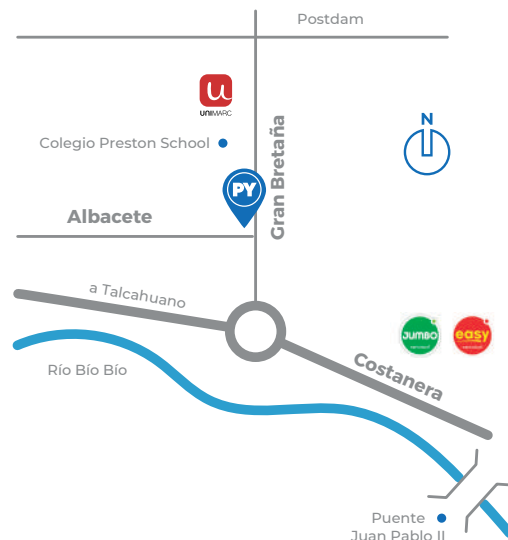 Postdam
UNIMARC
Colegio Preston School
Gran Bretaña
N
PY
Albacete
a Talcahuano
JUMBO
easy
Costanera
Río Bío Bío
Puente
Juan Pablo II